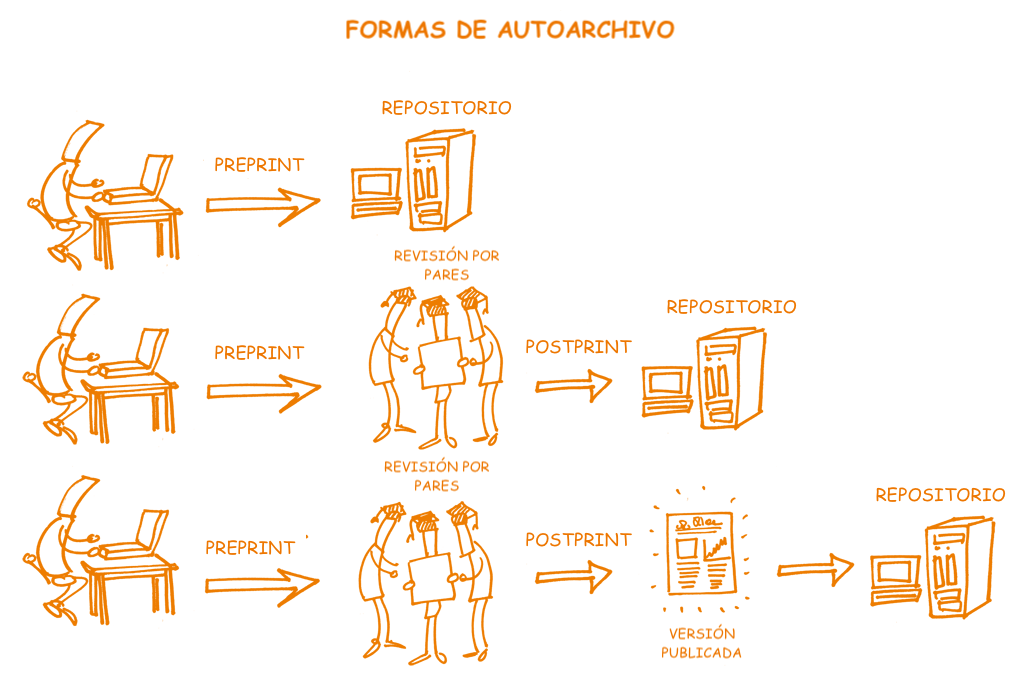 FORMAS DE AUTOARCHIVO
REPOSITORIO
PREPRINT
REVISIÓN POR
PARES
REPOSITORIO
PREPRINT
POSTPRINT
REVISIÓN POR
PARES
REPOSITORIO
PREPRINT
POSTPRINT
VERSIÓN
PUBLICADA